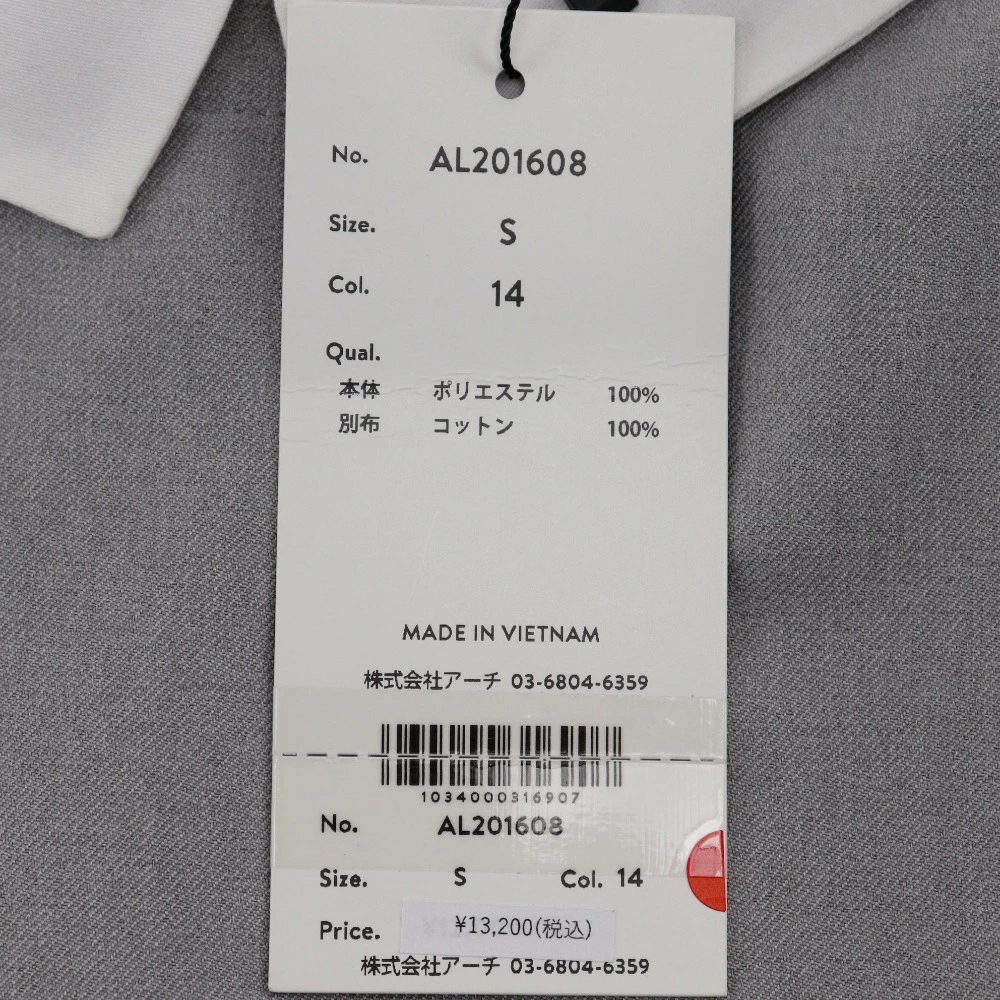 No. AL201608
Size. S
Col. 14
Qual.
本体 ポリエステル 100%
別布 コットン 100%
MADE IN VIETNAM
株式会社アーチ 03-6804-6359
1034000316907
No. AL201608
Size. S Col. 14
Price. ¥13,200(税込)
株式会社アーチ 03-6804-6359